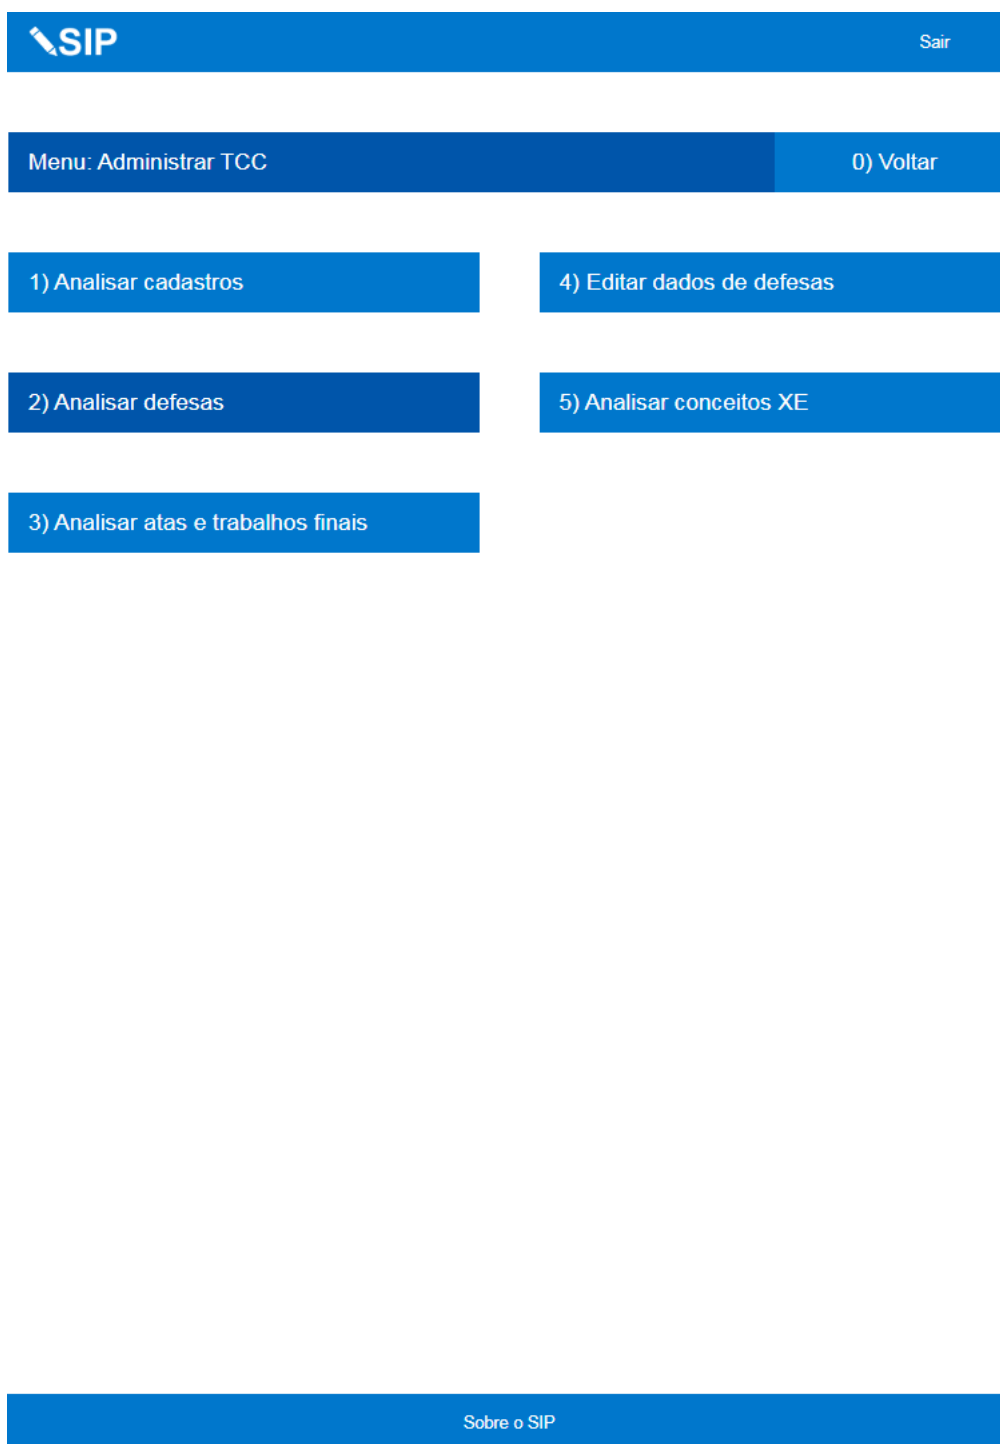 SIP
Sair
Menu: Administrar TCC
0) Voltar
1) Analisar cadastros
4) Editar dados de defesas
2) Analisar defesas
5) Analisar conceitos XE
3) Analisar atas e trabalhos finais
Sobre o SIP